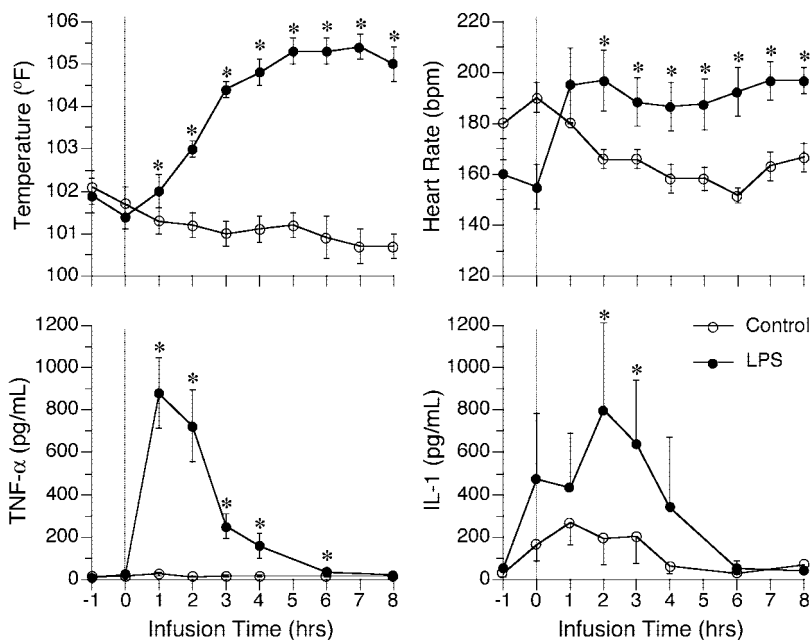 Temperature (ºF)
106
105
104
103
102
101
100
* * * * * * * *
Heart Rate (bpm)
220
200
180
160
140
120
* * * * * * *
TNF-α (pg/mL)
1200
1000
800
600
400
200
0
* * * * *
-1 0 1 2 3 4 5 6 7 8
Infusion Time (hrs)
IL-1 (pg/mL)
1200
1000
800
600
400
200
0
* *
Control
LPS
-1 0 1 2 3 4 5 6 7 8
Infusion Time (hrs)